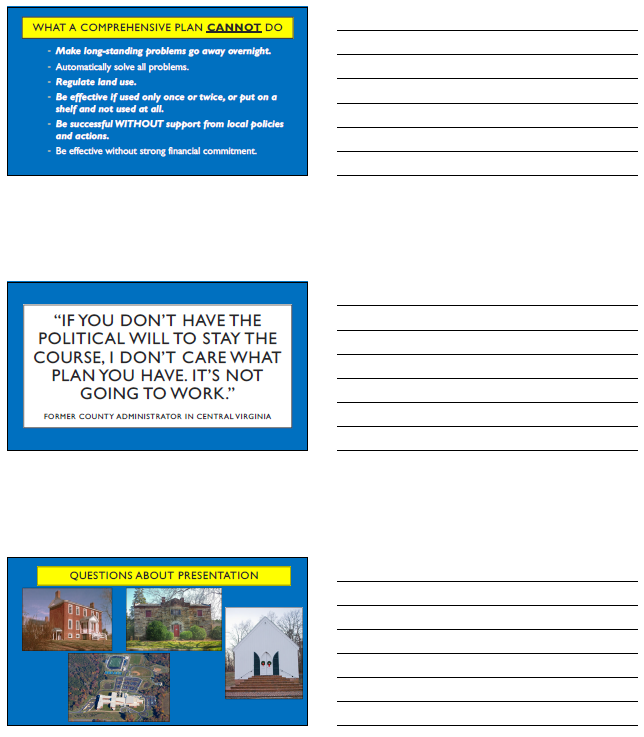 WHAT A COMPREHENSIVE PLAN CANNOT DO
- Make long-standing problems go away overnight.
- Automatically solve all problems.
- Regulate land use.
- Be effective if used only once or twice, or put on a
shelf and not used at all.
- Be successful WITHOUT support from local policies
and actions.
- Be effective without strong financial commitment.
“IF YOU DON’T HAVE THE
POLITICAL WILL TO STAY THE
COURSE, I DON’T CARE WHAT
PLAN YOU HAVE. IT’S NOT
GOING TO WORK.”
FORMER COUNTY ADMINISTRATOR IN CENTRAL VIRGINIA
QUESTIONS ABOUT PRESENTATION